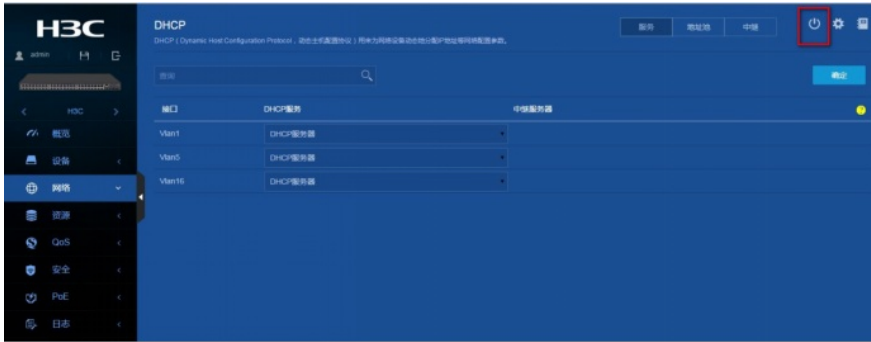 H3C
admin
H3C
概览
设备
网络
资源
QoS
安全
PoE
日志
DHCP
DHCP（Dynamic Host Configuration Protocol，动态主机配置协议）用来为网络设备动态地分配IP地址等网络配置参数。
服务 地址池 中继
查询
确定
接口 DHCP服务 中继服务器
Vlan1 DHCP服务器
Vlan5 DHCP服务器
Vlan16 DHCP服务器